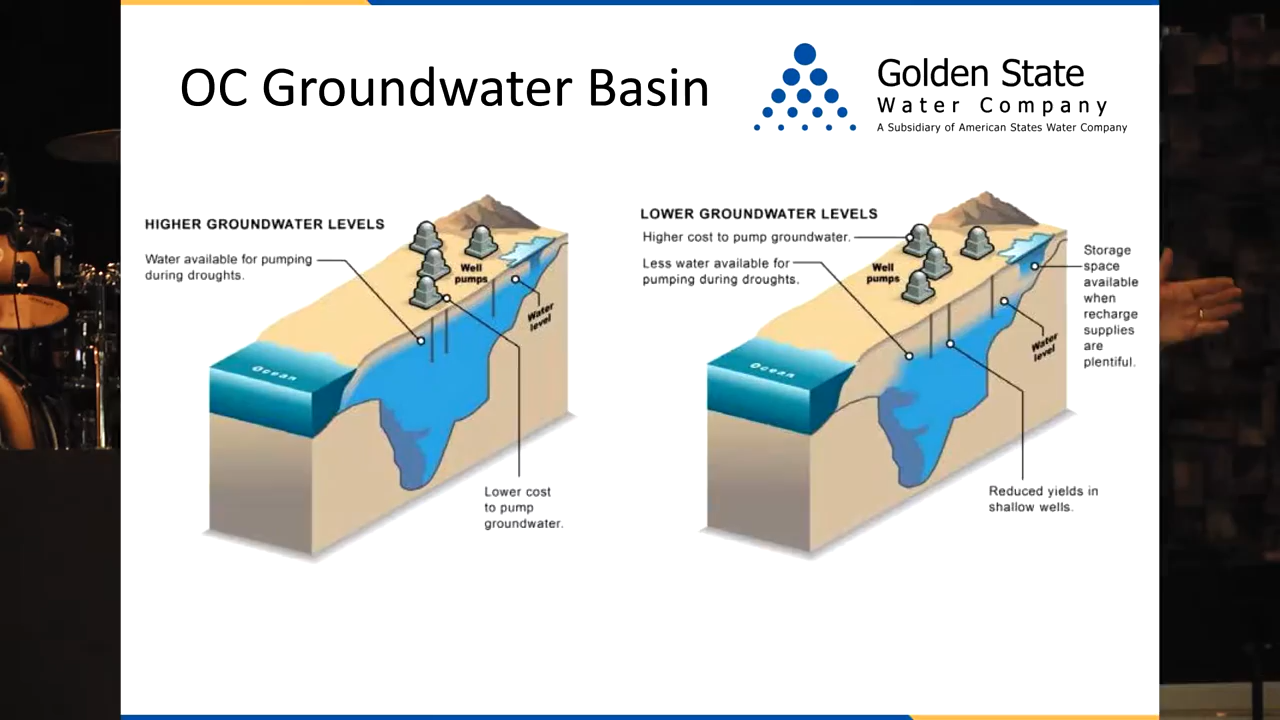 OC Groundwater Basin
Golden State
Water Company
A Subsidiary of American States Water Company
HIGHER GROUNDWATER LEVELS
Water available for pumping
during droughts.
Well
pumps
Water
level
Ocean
Lower cost
to pump
groundwater.
LOWER GROUNDWATER LEVELS
Higher cost to pump groundwater.
Less water available for
pumping during droughts.
Well
pumps
Storage
space
available
when
recharge
supplies
are
plentiful.
Water
level
Ocean
Reduced yields in
shallow wells.